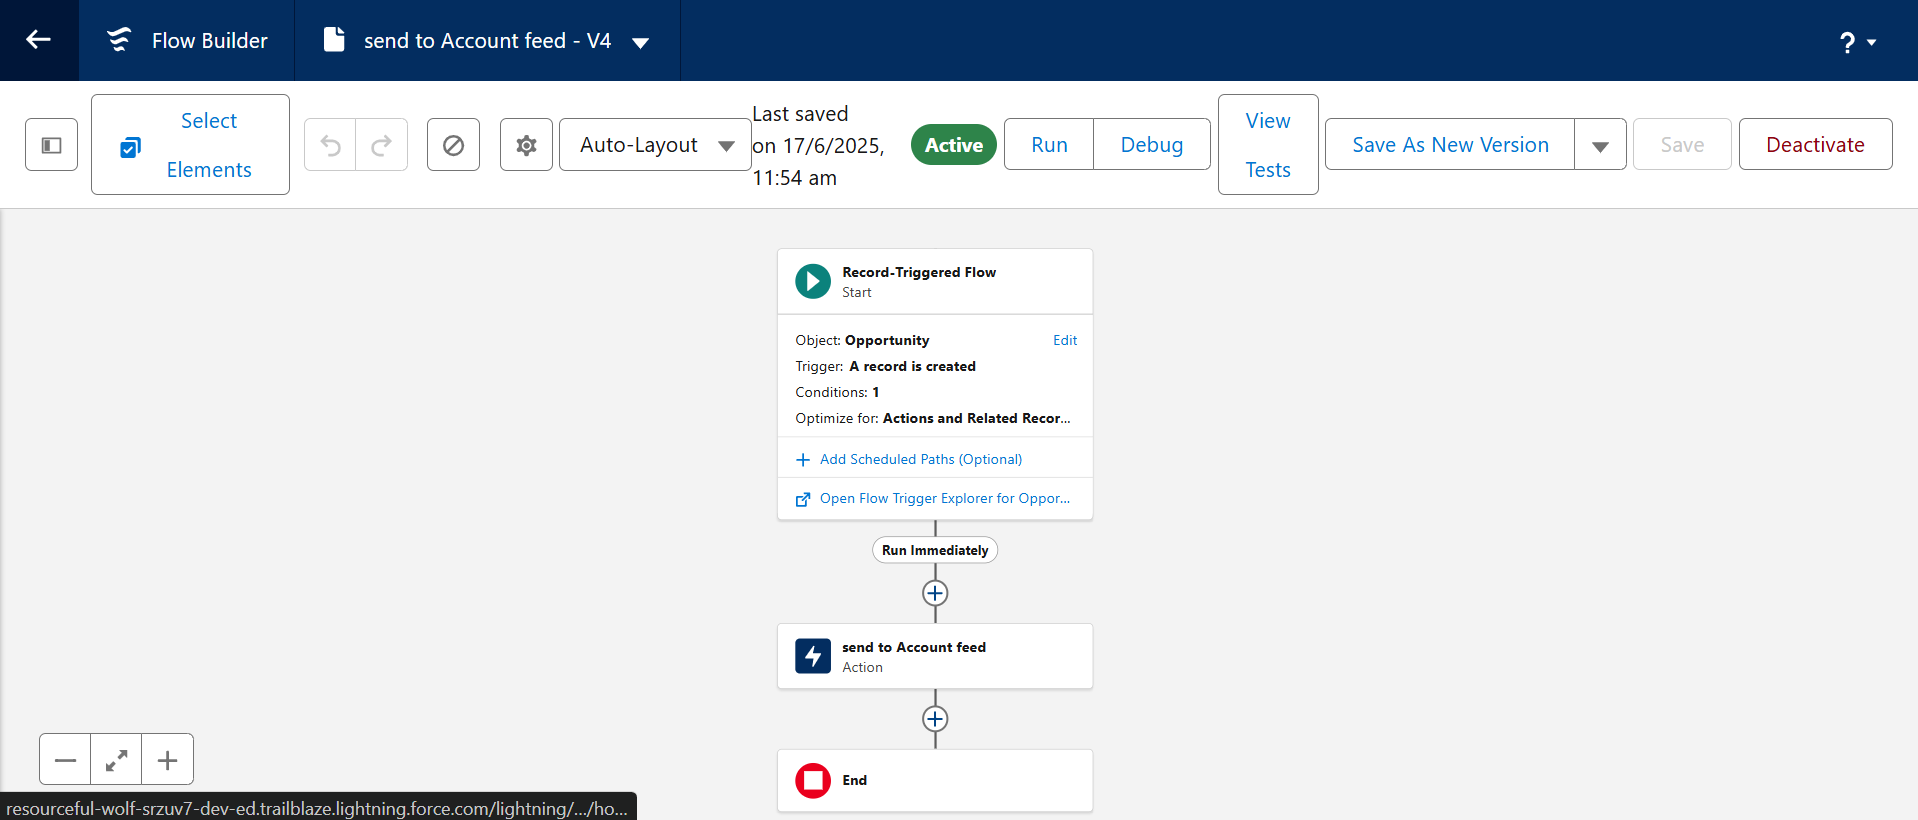 Flow Builder
send to Account feed - V4
?
Select
Elements
Auto-Layout
Last saved
on 17/6/2025,
11:54 am
Active
Run
Debug
View
Tests
Save As New Version
Save
Deactivate
Record-Triggered Flow
Start
Object: Opportunity
Edit
Trigger: A record is created
Conditions: 1
Optimize for: Actions and Related Recor...
Add Scheduled Paths (Optional)
Open Flow Trigger Explorer for Oppor...
Run Immediately
send to Account feed
Action
End
resourceful-wolf-srzuv7-dev-ed.trailblaze.lightning.force.com/lightning/.../ho...